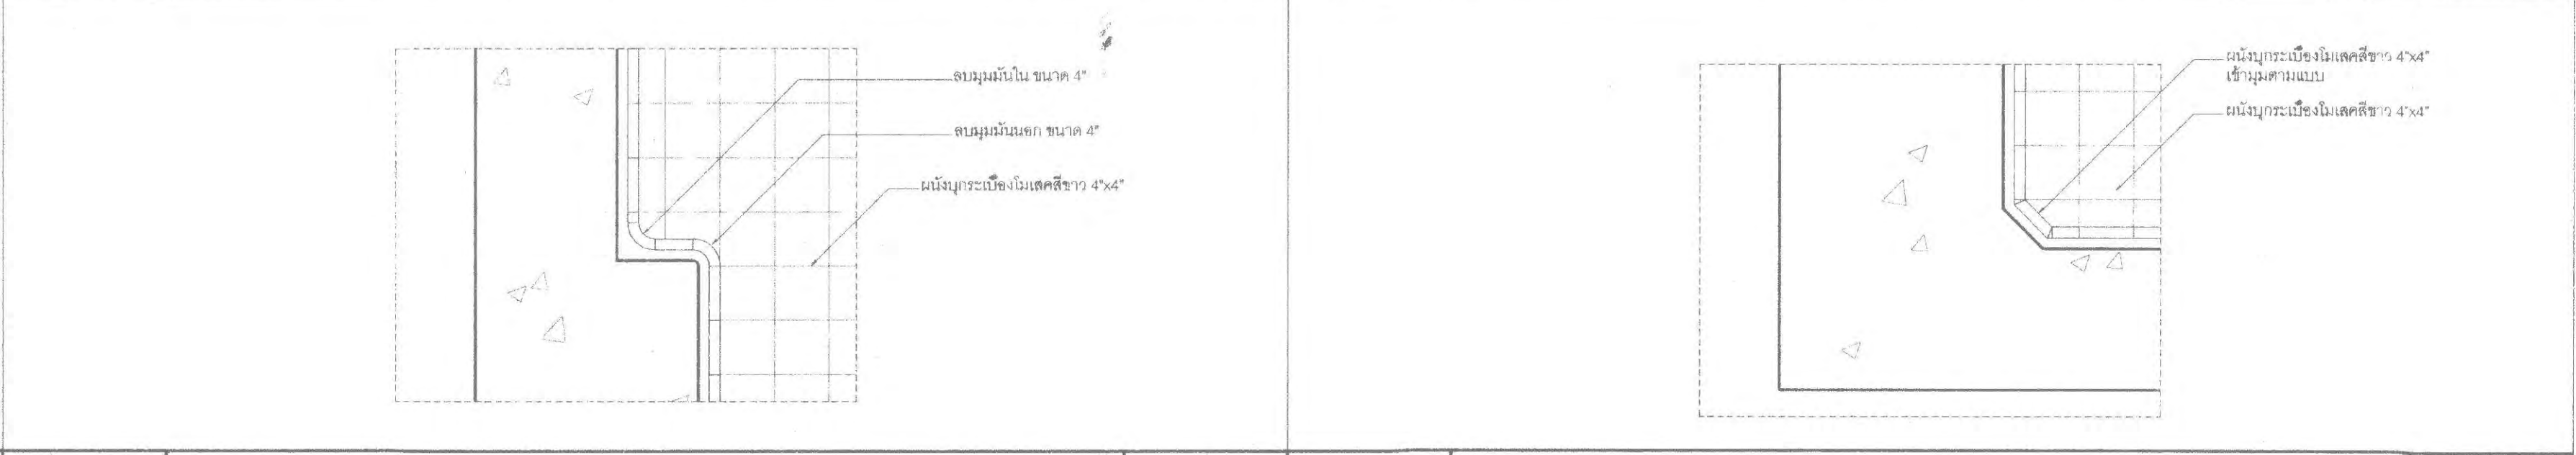 ลบมุมมันใน ขนาด 4"
ลบมุมมันนอก ขนาด 4"
ผนังบุกระเบื้องโมเสคสีขาว 4"x4"
ผนังบุกระเบื้องโมเสคสีขาว 4"x4"
เข้ามุมตามแบบ
ผนังบุกระเบื้องโมเสคสีขาว 4"x4"